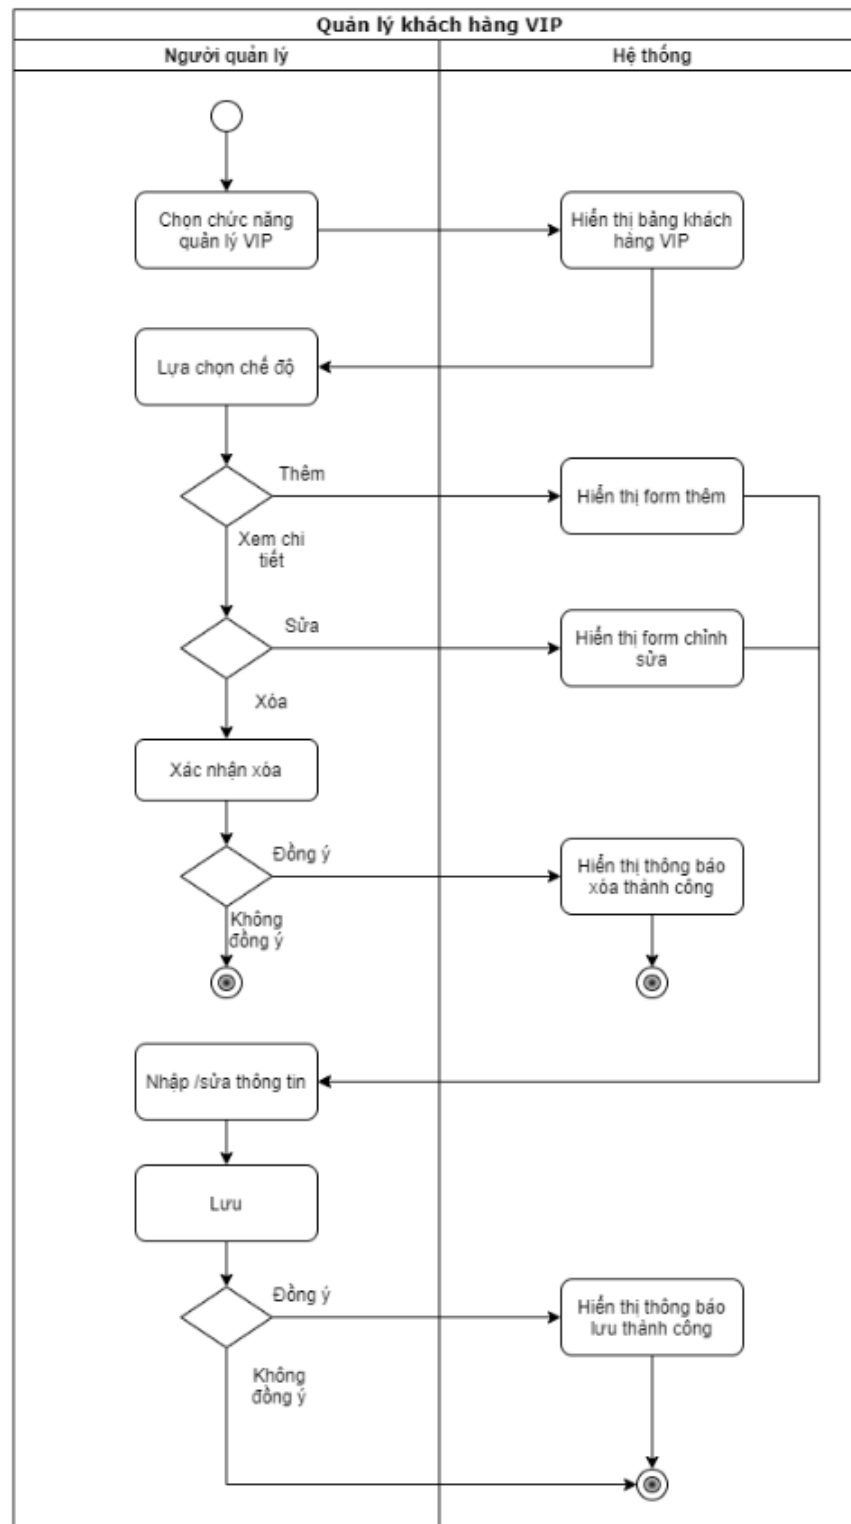 Quản lý khách hàng VIP
Người quản lý
Hệ thống
Chọn chức năng
quản lý VIP
Hiển thị bảng khách
hàng VIP
Lựa chọn chế độ
Thêm
Hiển thị form thêm
Xem chi
tiết
Sửa
Hiển thị form chỉnh
sửa
Xóa
Xác nhận xóa
Đồng ý
Hiển thị thông báo
xóa thành công
Không
đồng ý
Nhập /sửa thông tin
Lưu
Đồng ý
Hiển thị thông báo
lưu thành công
Không
đồng ý